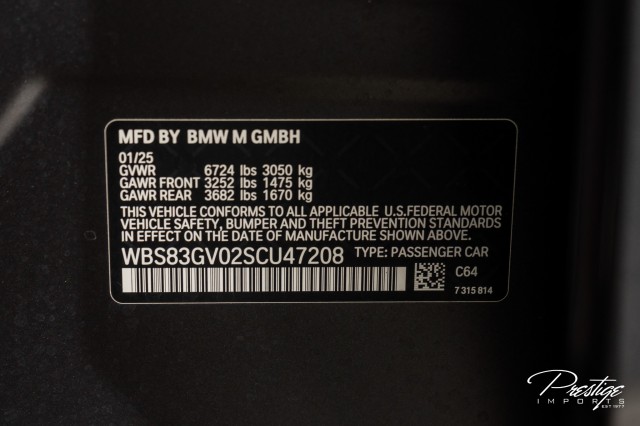 MFD BY BMW M GMBH
01/25
GVWR 6724 lbs 3050 kg
GAWR FRONT 3252 lbs 1475 kg
GAWR REAR 3682 lbs 1670 kg
THIS VEHICLE CONFORMS TO ALL APPLICABLE U.S.FEDERAL MOTOR
VEHICLE SAFETY, BUMPER AND THEFT PREVENTION STANDARDS
IN EFFECT ON THE DATE OF MANUFACTURE SHOWN ABOVE.
WBS83GV02SCU47208 TYPE: PASSENGER CAR
C64
7 315 814
Prestige
IMPORTS
EST 1977